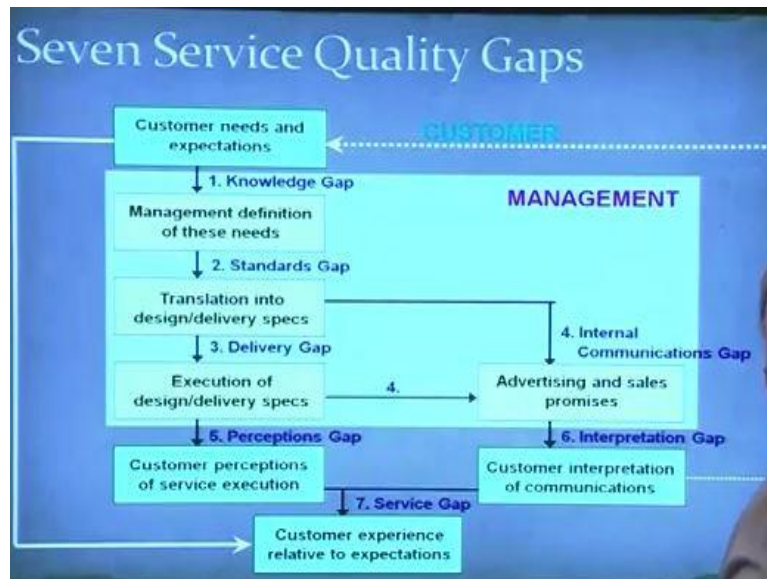 Seven Service Quality Gaps
Customer needs and
expectations
CUSTOMER
1. Knowledge Gap
MANAGEMENT
Management definition
of these needs
2. Standards Gap
Translation into
design/delivery specs
3. Delivery Gap
4. Internal
Communications Gap
Execution of
design/delivery specs
4.
Advertising and sales
promises
5. Perceptions Gap
6. Interpretation Gap
Customer perceptions
of service execution
Customer interpretation
of communications
7. Service Gap
Customer experience
relative to expectations